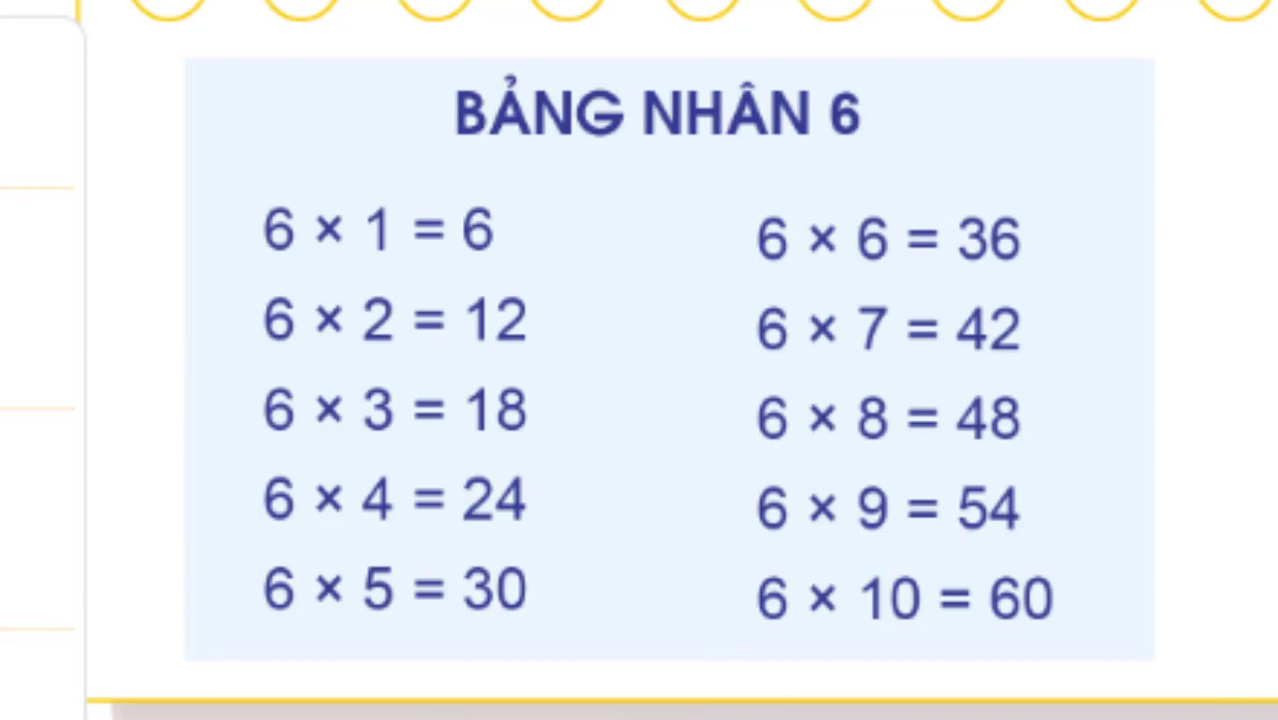 BẢNG NHÂN 6
6 × 1 = 6
6 × 2 = 12
6 × 3 = 18
6 × 4 = 24
6 × 5 = 30
6 × 6 = 36
6 × 7 = 42
6 × 8 = 48
6 × 9 = 54
6 × 10 = 60